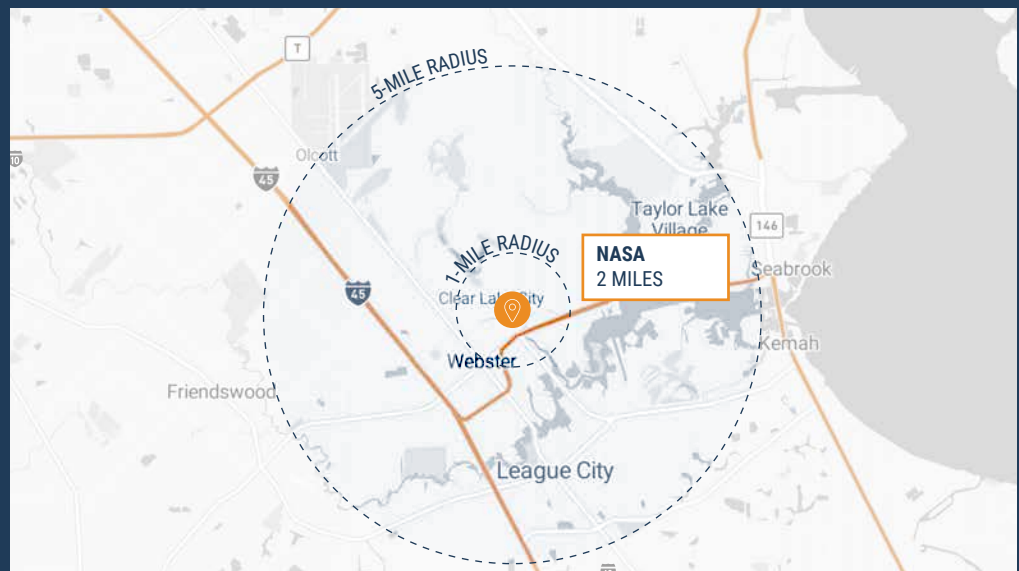 5-MILE RADIUS
T
10
Olcott
45
Taylor Lake
Village
146
1-MILE RADIUS
NASA
2 MILES
Seabrook
45
Clear Lake City
Kemah
Webster
Friendswood
League City